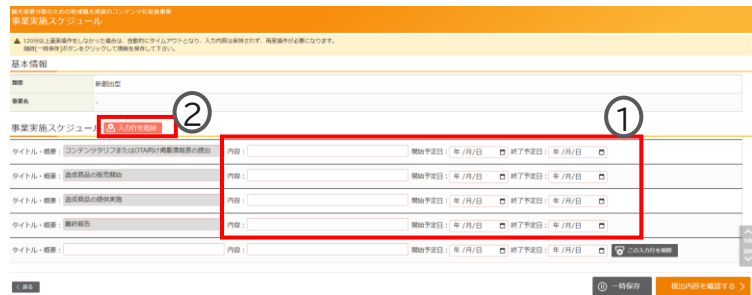 観光需要分散のための地域観光資源のコンテンツ化促進事業
事業実施スケジュール
120分以上画面操作をしなかった場合は、自動的にタイムアウトとなり、入力内容は保持されず、再度操作が必要になります。
随時[一時保存]ボタンをクリックして情報を保存して下さい。
基本情報
類型 新創出型
事業名 -
事業実施スケジュール 入力行を追加 ② ①
タイトル・概要： コンテンツタリフまたはOTA向け掲載情報表の提出 内容： 開始予定日： 年/月/日 終了予定日： 年/月/日
タイトル・概要： 造成商品の販売開始 内容： 開始予定日： 年/月/日 終了予定日： 年/月/日
タイトル・概要： 造成商品の提供実施 内容： 開始予定日： 年/月/日 終了予定日： 年/月/日
タイトル・概要： 最終報告 内容： 開始予定日： 年/月/日 終了予定日： 年/月/日
タイトル・概要： 内容： 開始予定日： 年/月/日 終了予定日： 年/月/日 この入力行を削除
戻る 一時保存 提出内容を確認する